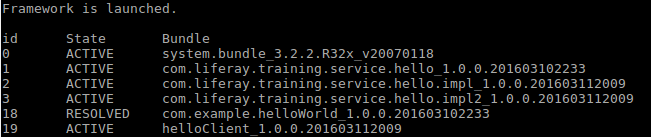 Framework is launched.
id State Bundle
0 ACTIVE system.bundle_3.2.2.R32x_v20070118
1 ACTIVE com.liferay.training.service.hello_1.0.0.201603102233
2 ACTIVE com.liferay.training.service.hello.impl_1.0.0.201603112009
3 ACTIVE com.liferay.training.service.hello.impl2_1.0.0.201603112009
18 RESOLVED com.example.helloWorld_1.0.0.201603102233
19 ACTIVE helloClient_1.0.0.201603112009